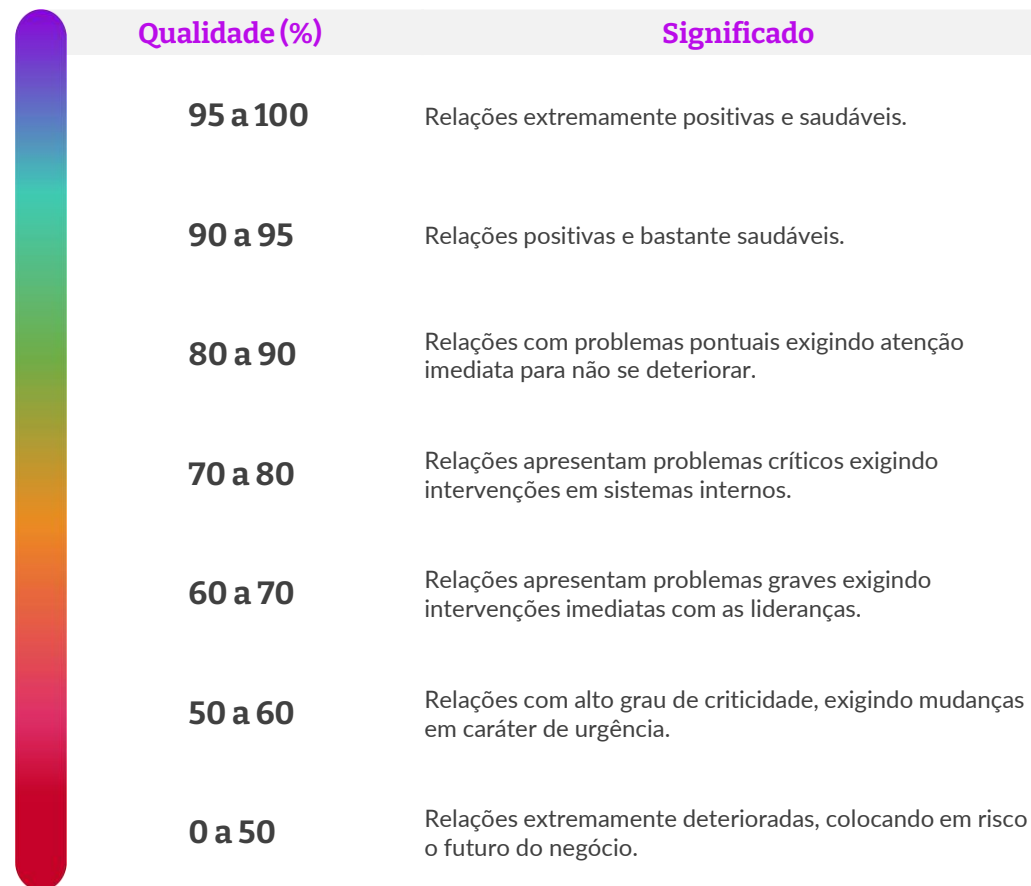 Qualidade (%) Significado
95 a 100 Relações extremamente positivas e saudáveis.
90 a 95 Relações positivas e bastante saudáveis.
80 a 90 Relações com problemas pontuais exigindo atenção
imediata para não se deteriorar.
70 a 80 Relações apresentam problemas críticos exigindo
intervenções em sistemas internos.
60 a 70 Relações apresentam problemas graves exigindo
intervenções imediatas com as lideranças.
50 a 60 Relações com alto grau de criticidade, exigindo mudanças
em caráter de urgência.
0 a 50 Relações extremamente deterioradas, colocando em risco
o futuro do negócio.